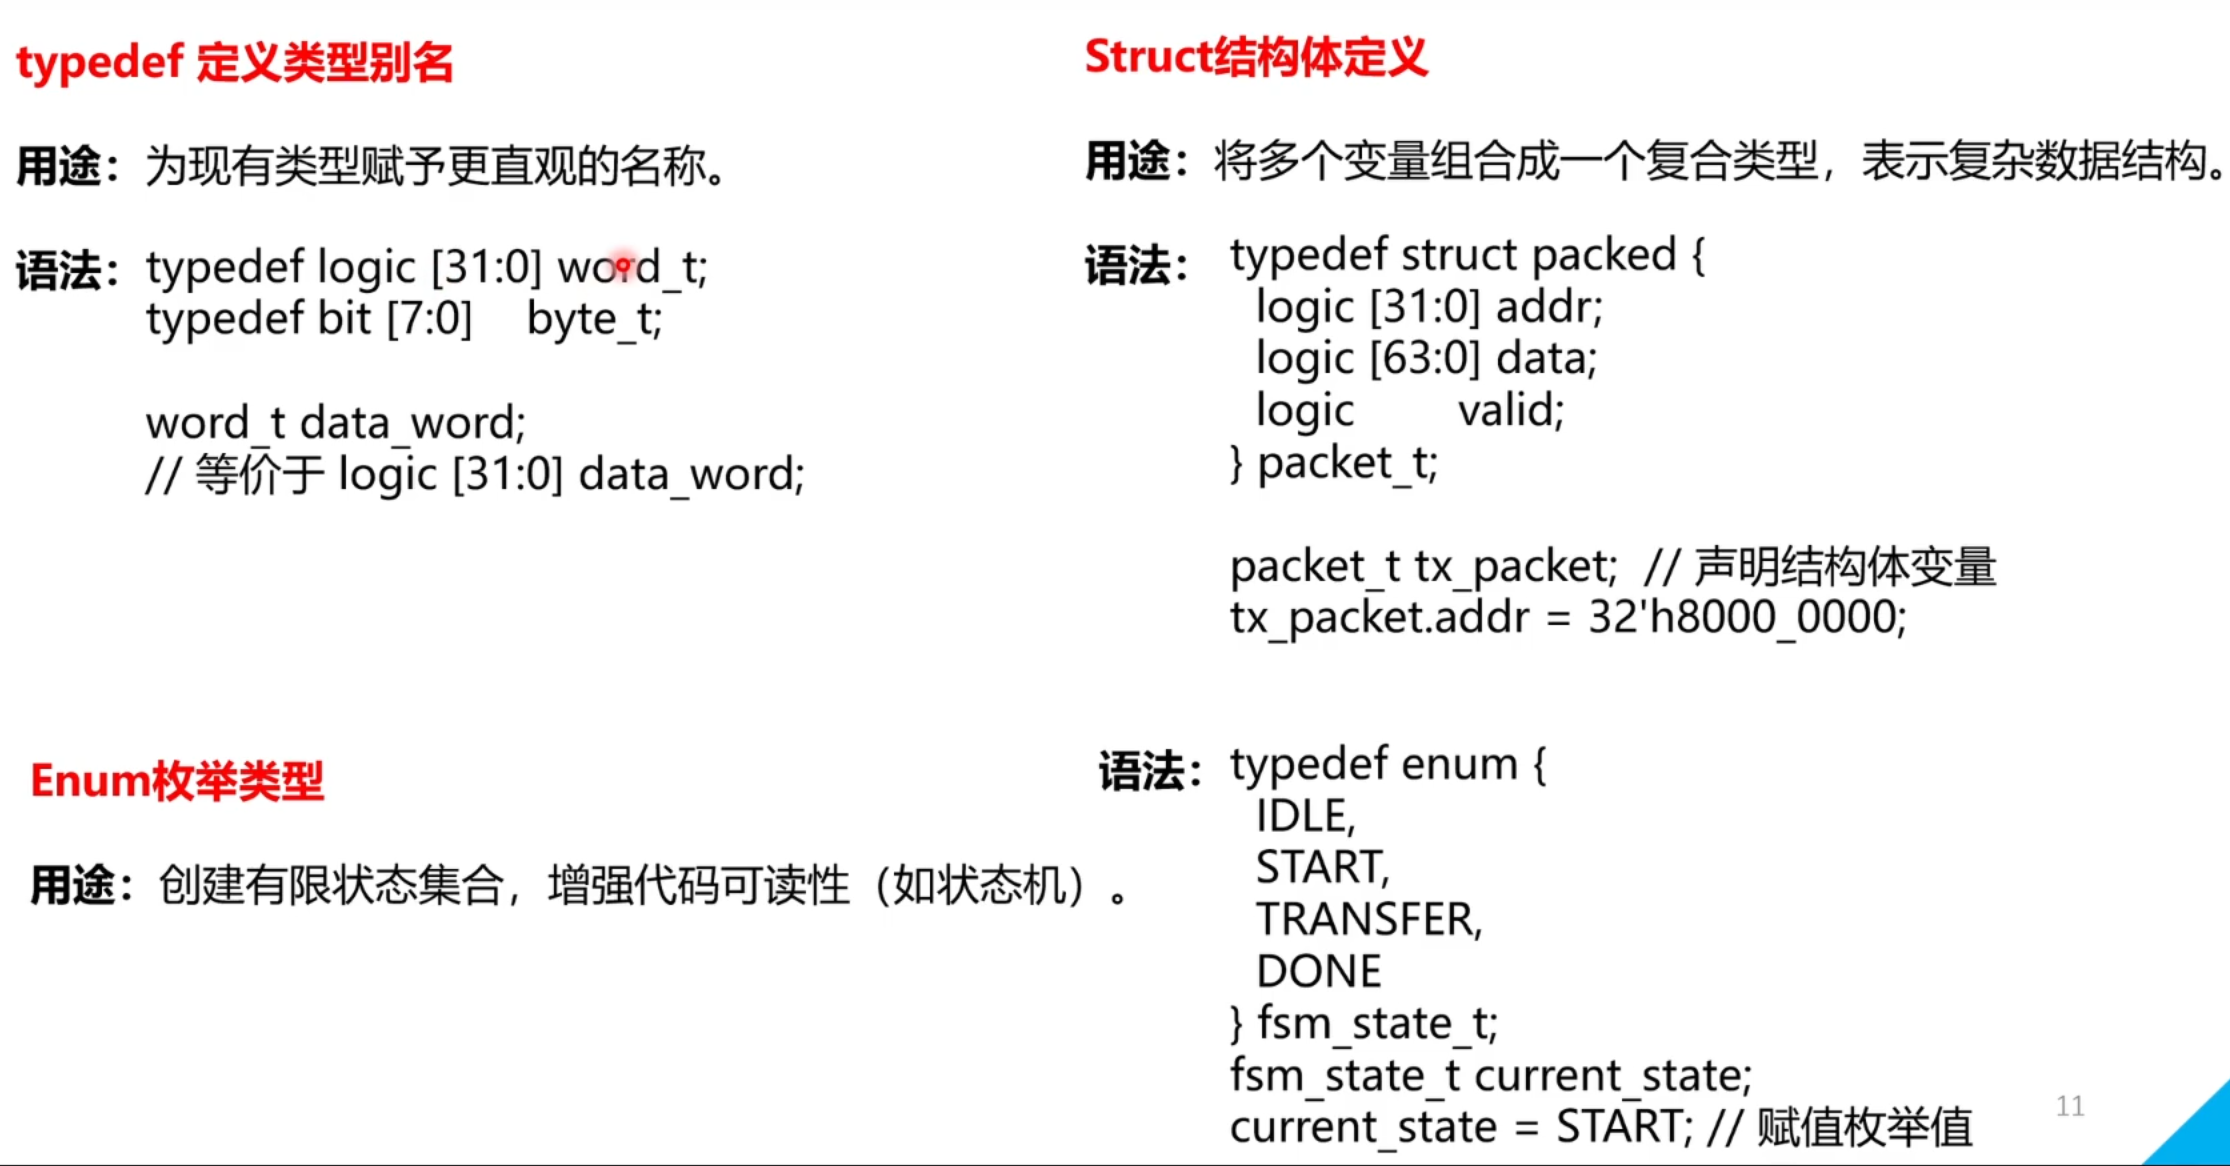 typedef 定义类型别名
用途：为现有类型赋予更直观的名称。
语法：typedef logic [31:0] word_t;
typedef bit [7:0]    byte_t;
word_t data_word;
// 等价于 logic [31:0] data_word;
Struct结构体定义
用途：将多个变量组合成一个复合类型，表示复杂数据结构。
语法：typedef struct packed {
logic [31:0] addr;
logic [63:0] data;
logic        valid;
} packet_t;
packet_t tx_packet;  // 声明结构体变量
tx_packet.addr = 32'h8000_0000;
Enum枚举类型
用途：创建有限状态集合，增强代码可读性（如状态机）。
语法：typedef enum {
IDLE,
START,
TRANSFER,
DONE
} fsm_state_t;
fsm_state_t current_state;
current_state = START; // 赋值枚举值
11